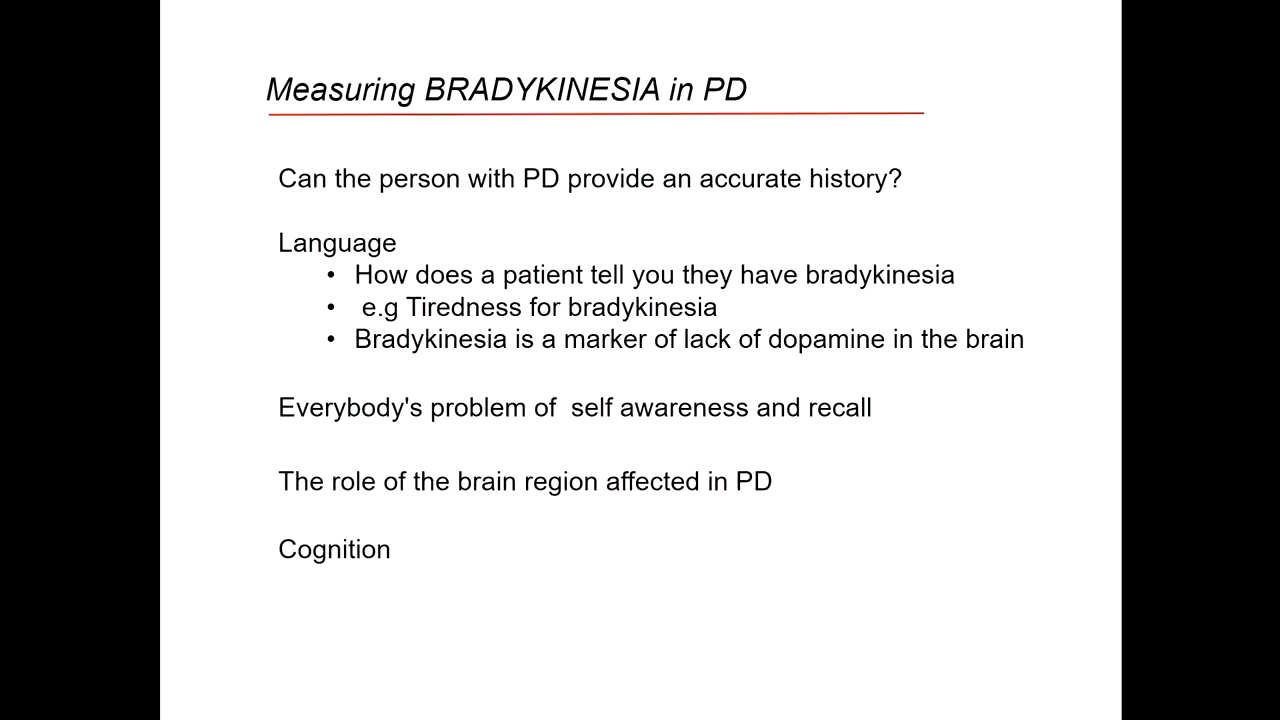 Measuring BRADYKINESIA in PD
Can the person with PD provide an accurate history?
Language
• How does a patient tell you they have bradykinesia
• e.g Tiredness for bradykinesia
• Bradykinesia is a marker of lack of dopamine in the brain
Everybody's problem of  self awareness and recall
The role of the brain region affected in PD
Cognition